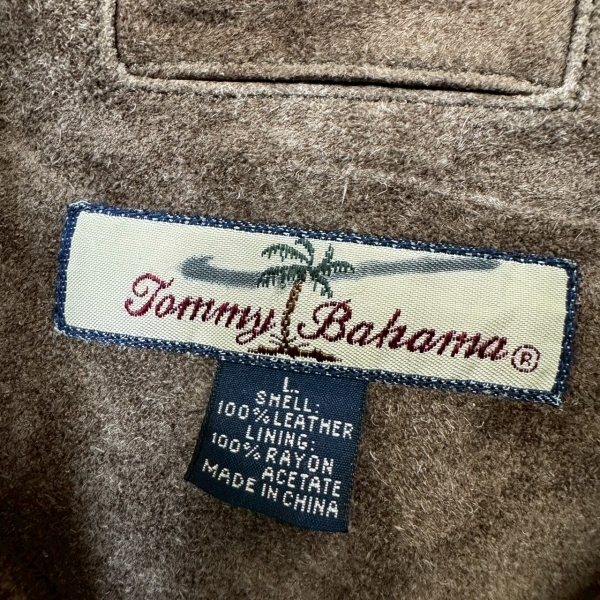 Tommy Bahama®
L.
SHELL:
100% LEATHER
LINING:
100% RAYON
ACETATE
MADE IN CHINA